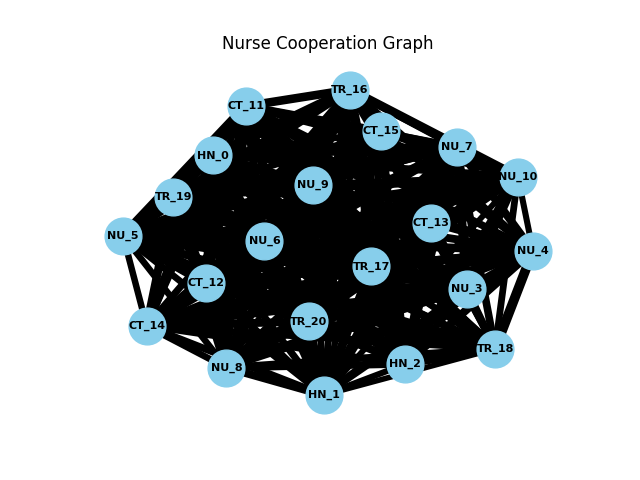 Nurse Cooperation Graph
TR_16
CT_11
CT_15
NU_7
HN_0
NU_10
NU_9
TR_19
CT_13
NU_5
NU_6
NU_4
TR_17
CT_12
NU_3
TR_20
CT_14
TR_18
HN_2
NU_8
HN_1